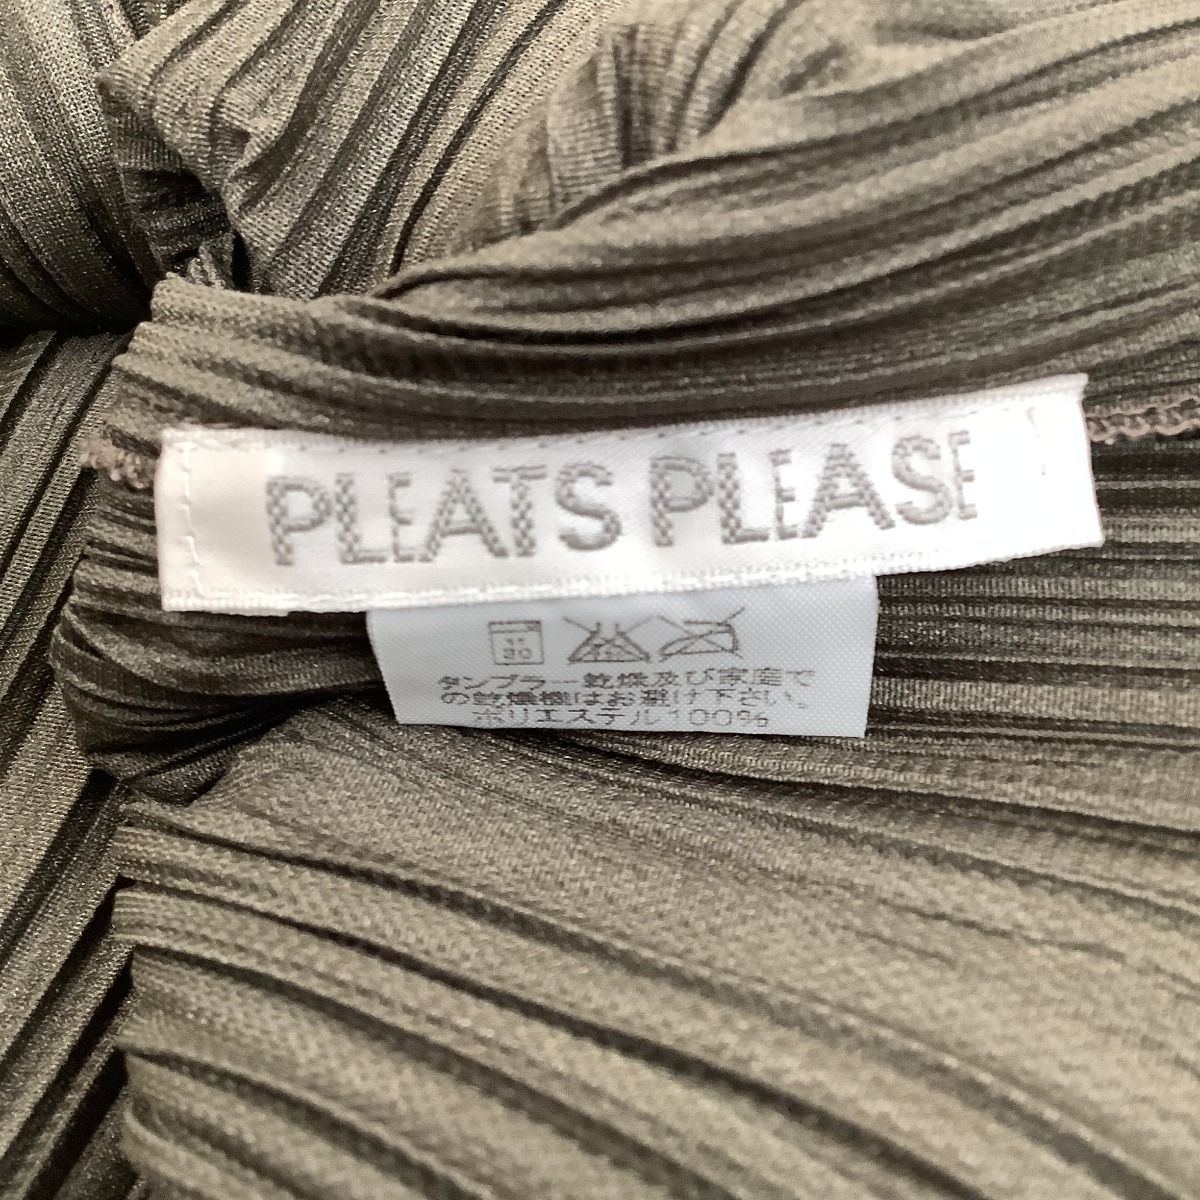 PLEATS PLEASE
タンブラー乾燥及び家庭で
の乾燥機はお避け下さい。
ポリエステル100%